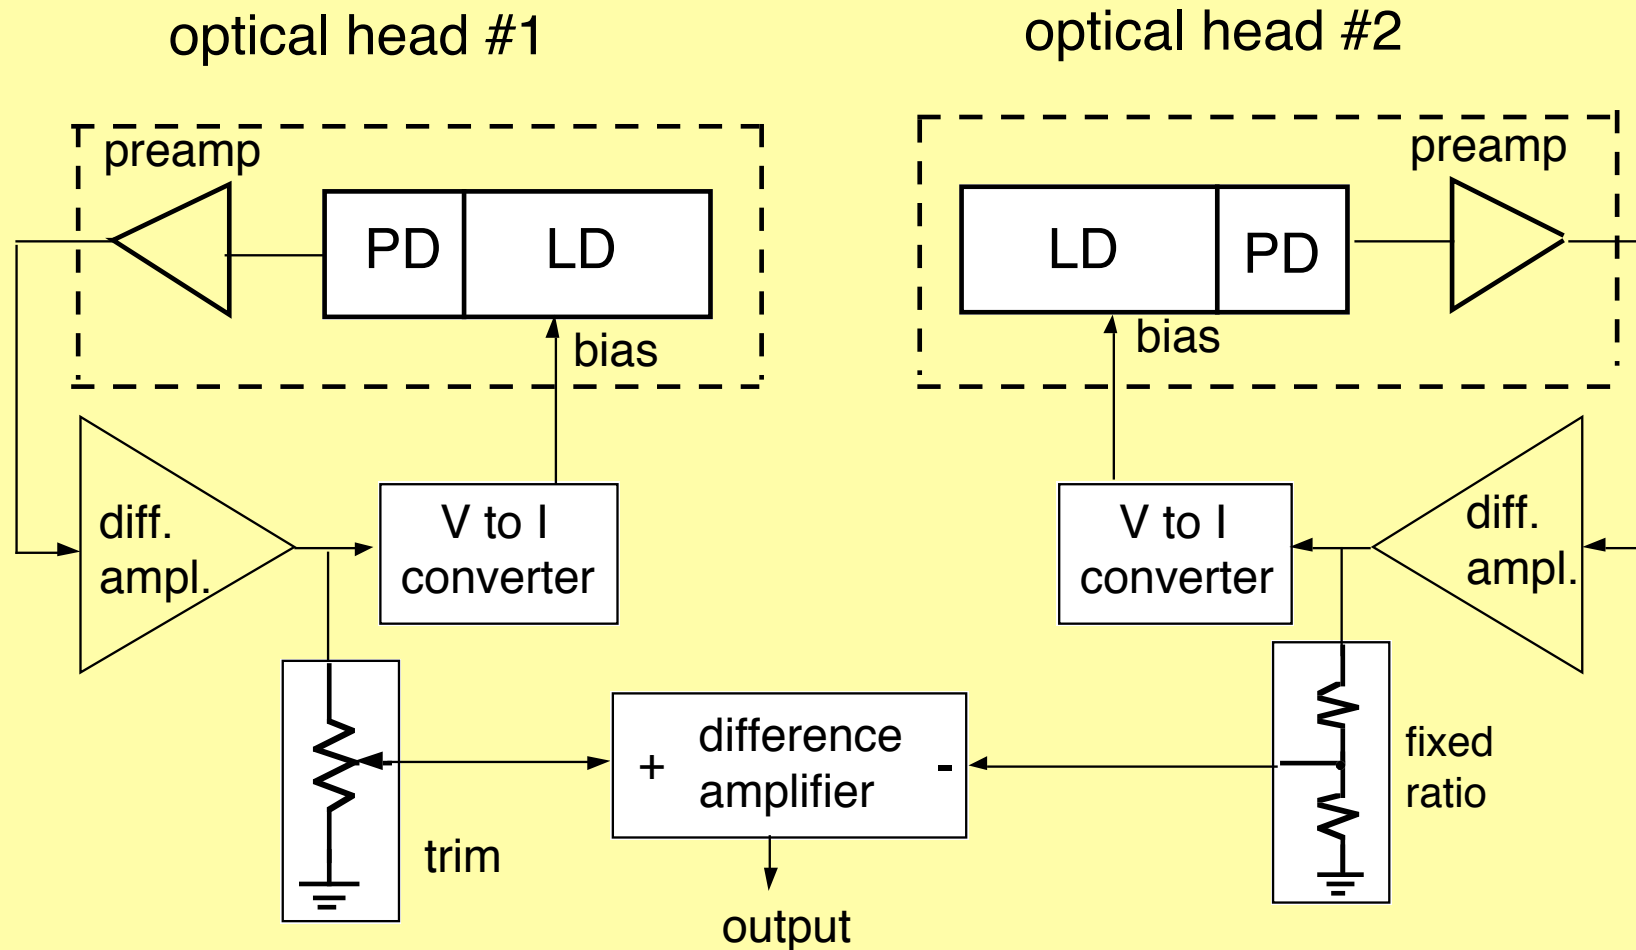 optical head #1
optical head #2
preamp
preamp
PD
LD
LD
PD
bias
bias
diff.
ampl.
V to I
converter
V to I
converter
diff.
ampl.
+
difference
amplifier
-
fixed
ratio
trim
output